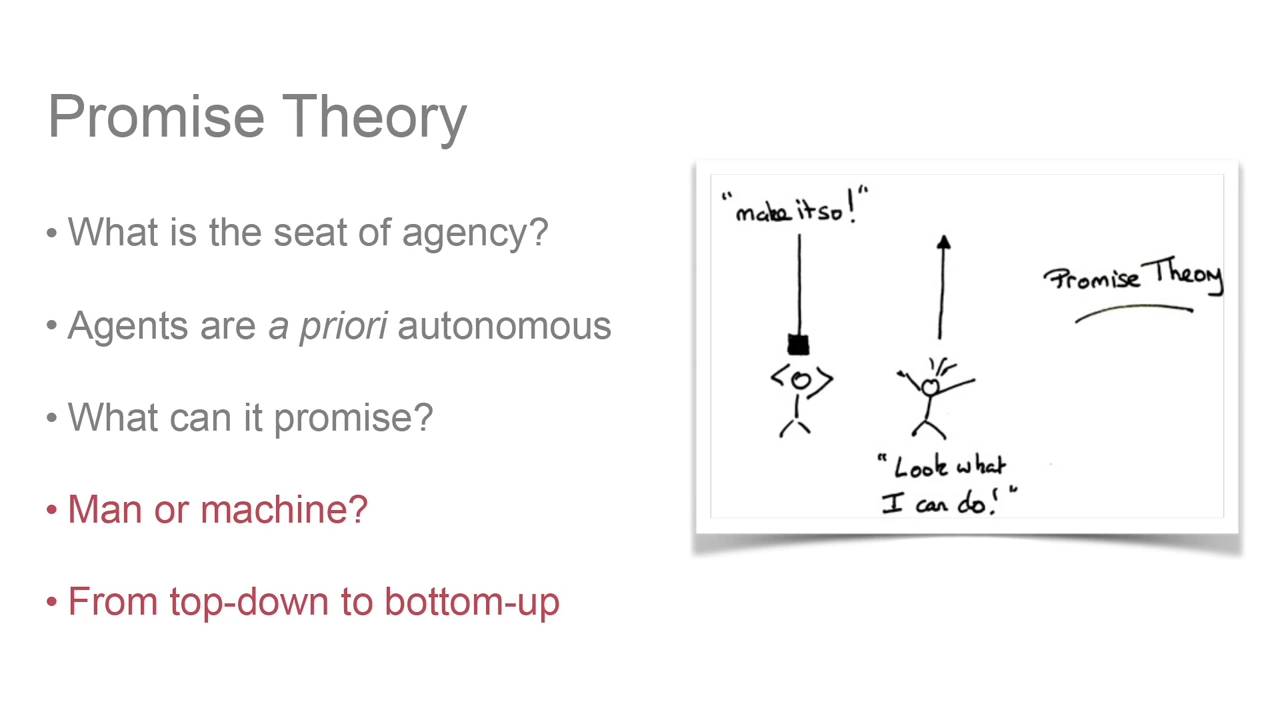 Promise Theory
• What is the seat of agency?
• Agents are a priori autonomous
• What can it promise?
• Man or machine?
• From top-down to bottom-up
"make it so!"
Promise Theory
"Look what
I can do!"